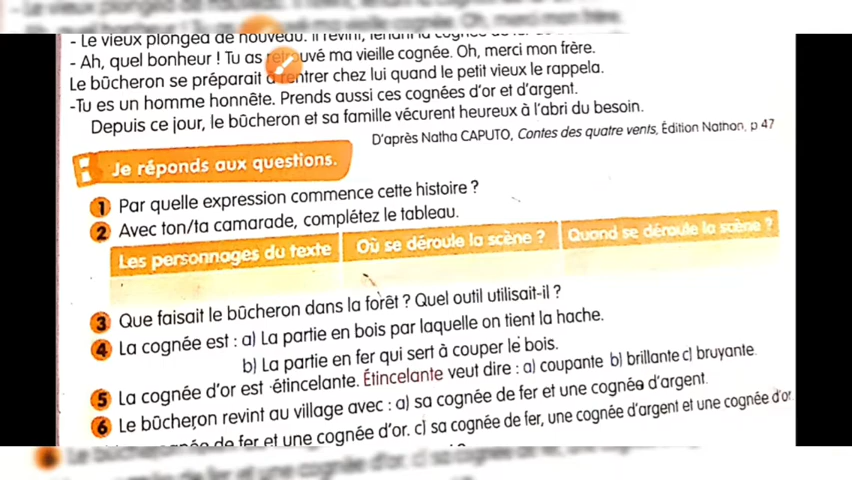 - Le vieux plongea de nouveau. Il revint, tenant la
- Ah, quel bonheur ! Tu as retrouvé ma vieille cognée. Oh, merci mon frère.
Le bûcheron se préparait à rentrer chez lui quand le petit vieux le rappela.
-Tu es un homme honnête. Prends aussi ces cognées d'or et d'argent.
Depuis ce jour, le bûcheron et sa famille vécurent heureux à l'abri du besoin.
D'après Natha CAPUTO, Contes des quatre vents, Édition Nathan, p 47
Je réponds aux questions.
1 Par quelle expression commence cette histoire ?
2 Avec ton/ta camarade, complétez le tableau.
Les personnages du texte Où se déroule la scène ? Quand se déroule la scène ?
3 Que faisait le bûcheron dans la forêt ? Quel outil utilisait-il ?
4 La cognée est : a) La partie en bois par laquelle on tient la hache.
b) La partie en fer qui sert à couper le bois.
5 La cognée d'or est étincelante. Étincelante veut dire : a) coupante b) brillante c) bruyante.
6 Le bûcheron revint au village avec : a) sa cognée de fer et une cognée d'argent.
de fer et une cognée d'or. c) sa cognée de fer, une cognée d'argent et une cognée d'or